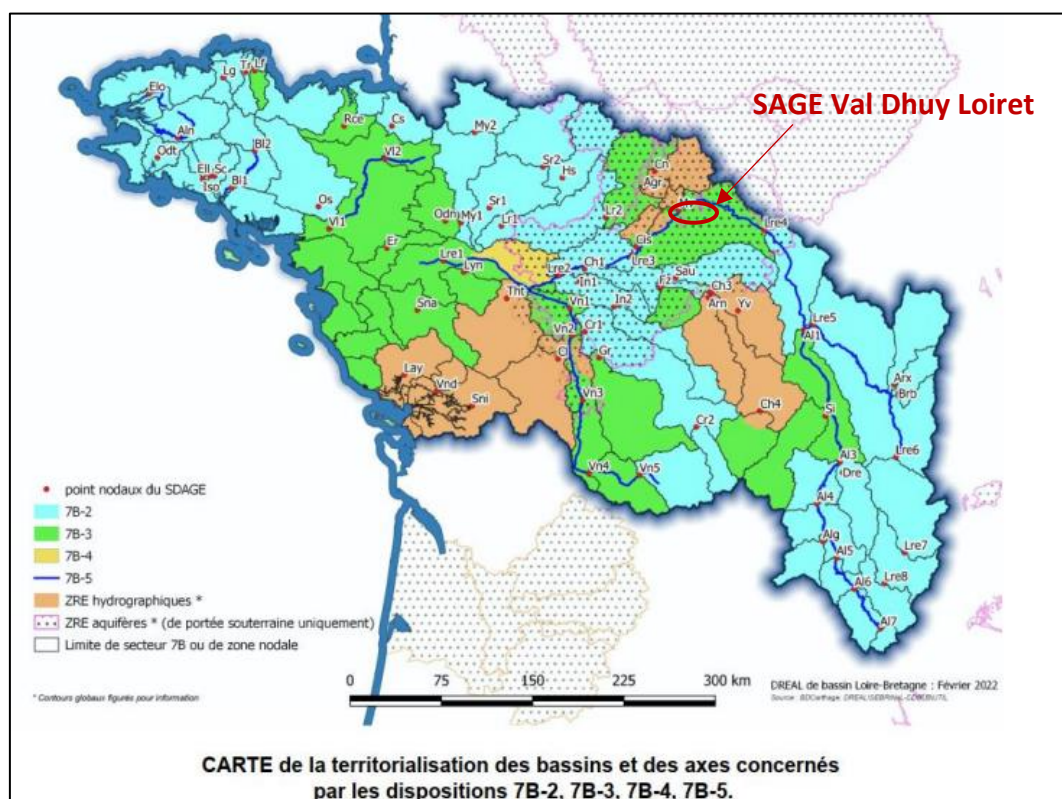 SAGE Val Dhuy Loiret
Elo
Lg
Tr
Lf
Aln
Odt
Bl2
Ell
Sc
Iso
Bi1
Rce
Cs
Vl2
My2
Sr2
Hs
Cn
Agr
Os
Vl1
Odn
My1
Sr1
Lr1
Lr2
Lre4
Er
Lre1
Lyn
Lre2
Ch1
Cis
Lre3
In1
Fz
Sau
Sna
Tht
Vn1
In2
Ch3
Arn
Yv
Lre5
Al1
Vn2
Cr1
Cl
Gr
Lay
Vnd
Sni
Vn3
Cr2
Ch4
Si
Arx
Brb
Lre6
Vn4
Vn5
Al3
Dre
Al4
Alg
Al5
Lre7
Al6
Lre8
Al7
point nodaux du SDAGE
7B-2
7B-3
7B-4
7B-5
ZRE hydrographiques *
ZRE aquifères * (de portée souterraine uniquement)
Limite de secteur 7B ou de zone nodale
* Contours globaux figurés pour information
0 75 150 225 300 km
DREAL de bassin Loire-Bretagne : Février 2022
CARTE de la territorialisation des bassins et des axes concernés
par les dispositions 7B-2, 7B-3, 7B-4, 7B-5.